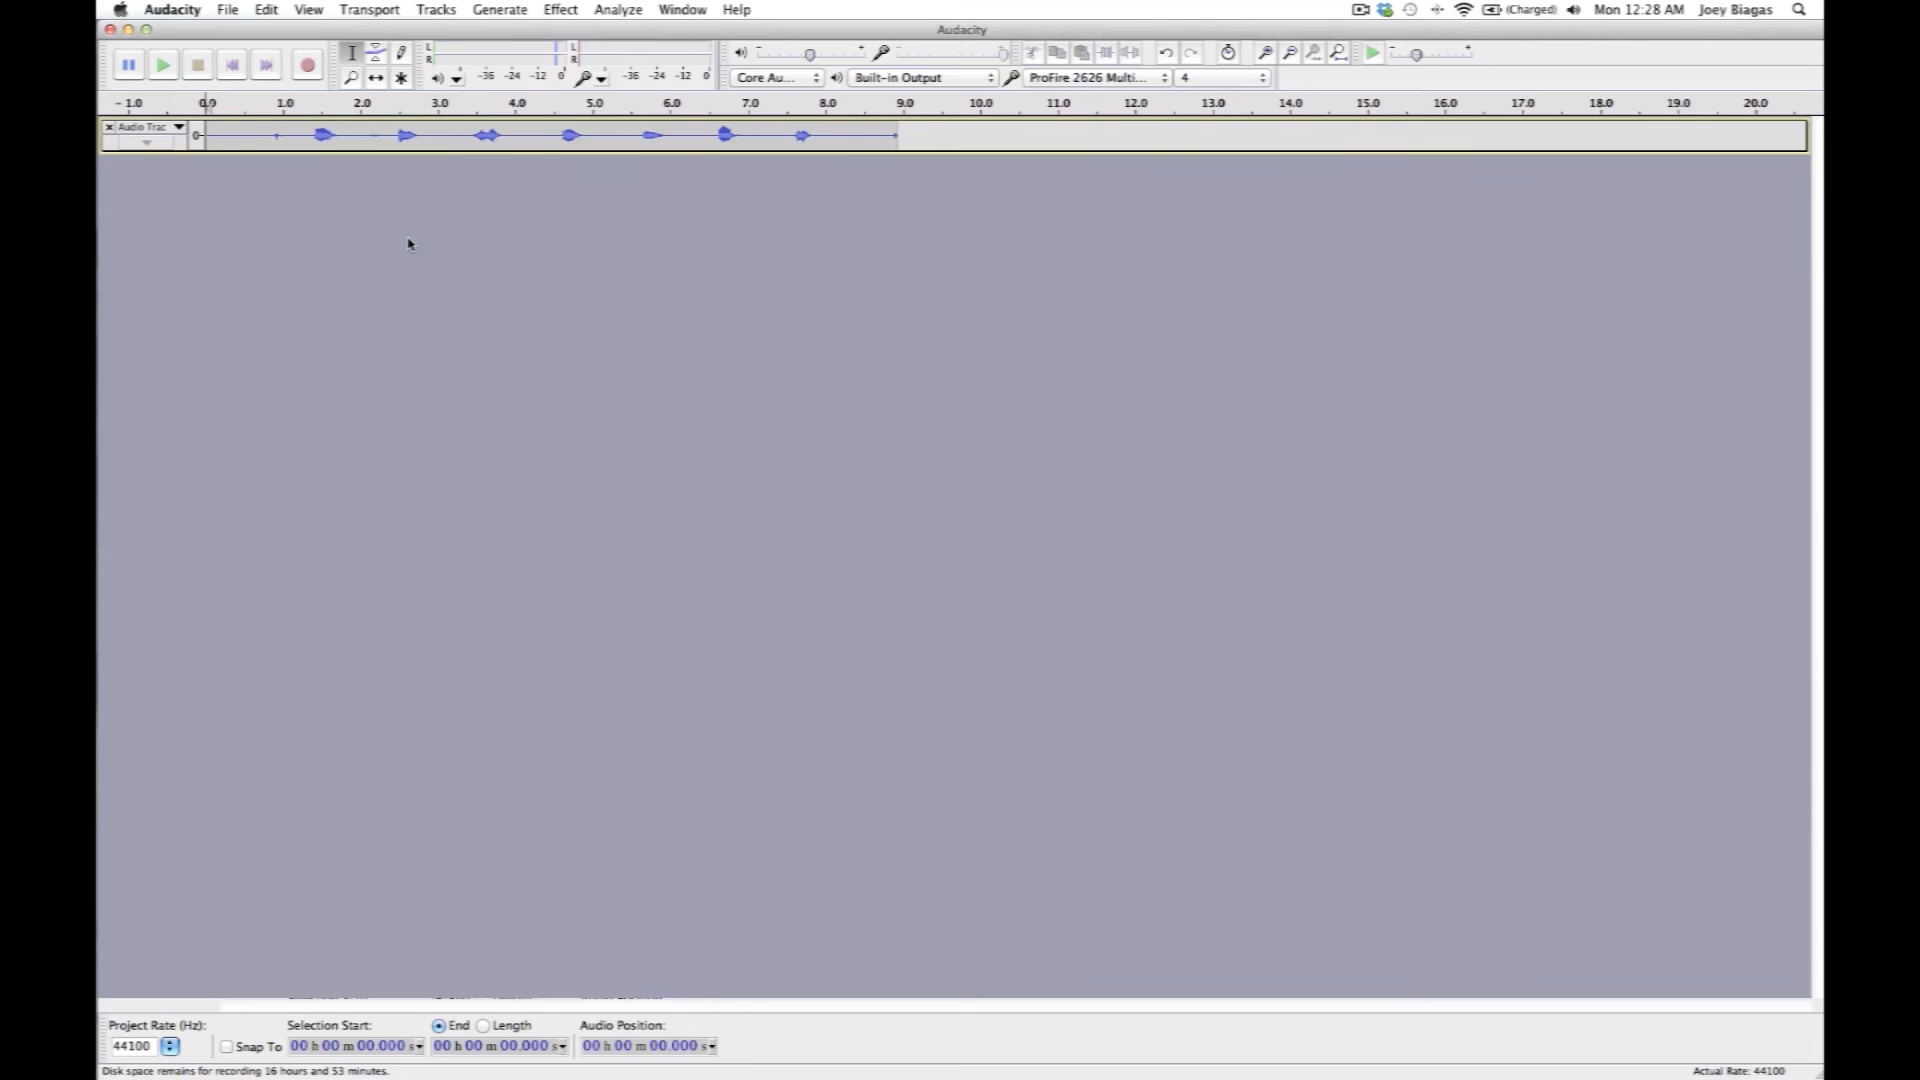 Audacity File Edit View Transport Tracks Generate Effect Analyze Window Help (Charged) Mon 12:28 AM Joey Biagas
Audacity
L R L R
-36 -24 -12 0 -36 -24 -12 0 Core Au... Built-in Output ProFire 2626 Multi... 4
- 1.0 0.0 1.0 2.0 3.0 4.0 5.0 6.0 7.0 8.0 9.0 10.0 11.0 12.0 13.0 14.0 15.0 16.0 17.0 18.0 19.0 20.0
Audio Trac 0-
Project Rate (Hz): Selection Start: End Length Audio Position:
44100 Snap To 00 h 00 m 00.000 s 00 h 00 m 00.000 s 00 h 00 m 00.000 s
Disk space remains for recording 16 hours and 53 minutes. Actual Rate: 44100